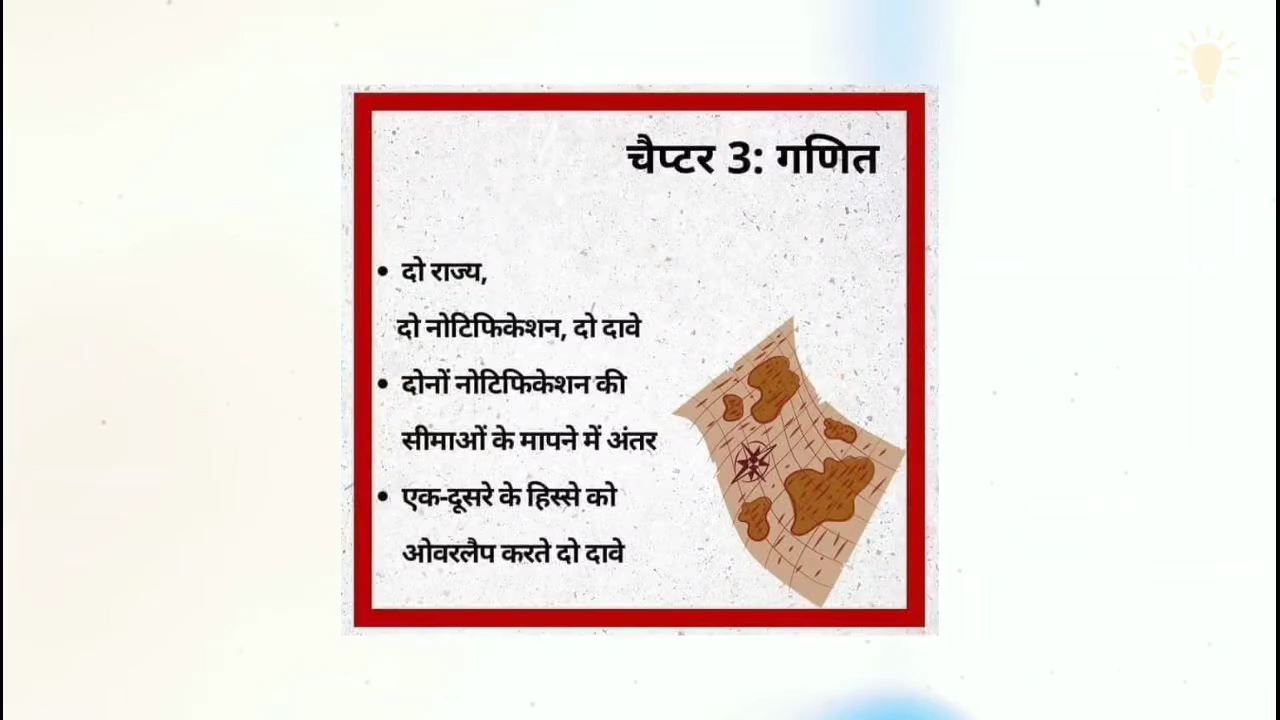 चैप्टर 3: गणित
• दो राज्य,
दो नोटिफिकेशन, दो दावे
• दोनों नोटिफिकेशन की
सीमाओं के मापने में अंतर
• एक-दूसरे के हिस्से को
ओवरलैप करते दो दावे